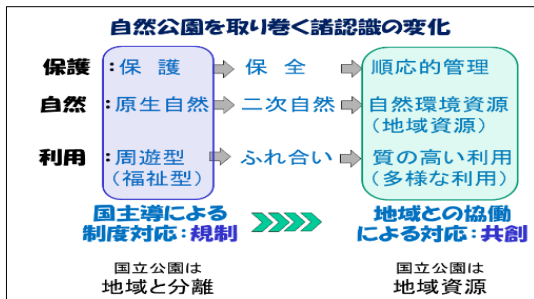 自然公園を取り巻く諸認識の変化
保護:保 護 保 全 順応的管理
自然:原生自然 二次自然 自然環境資源
(地域資源)
利用:周遊型 ふれ合い 質の高い利用
(福祉型) (多様な利用)
国主導による 地域との協働
制度対応:規制 による対応:共創
国立公園は 国立公園は
地域と分離 地域資源